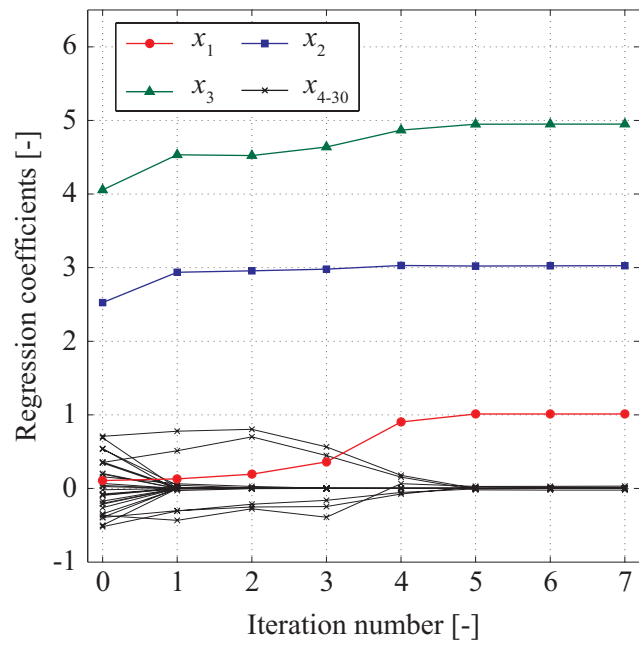 x1 x2
x3 x4-30
6
5
4
3
2
1
0
-1
Regression coefficients [-]
0 1 2 3 4 5 6 7
Iteration number [-]